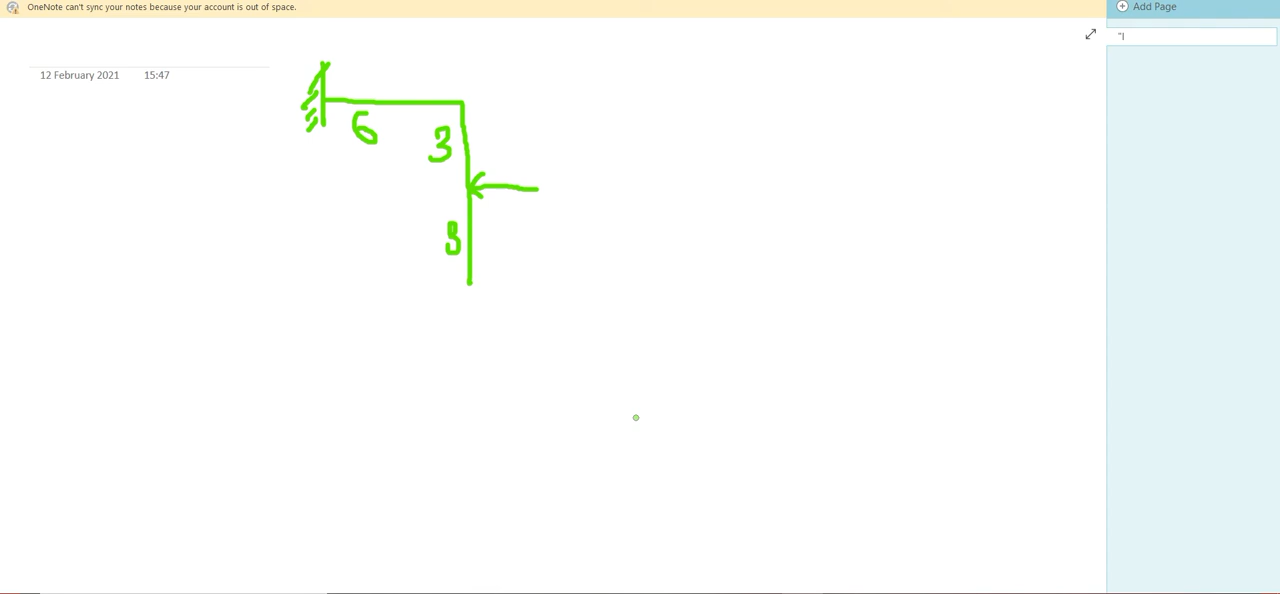 OneNote can't sync your notes because your account is out of space.
Add Page
"I
12 February 2021 15:47
6
3
3